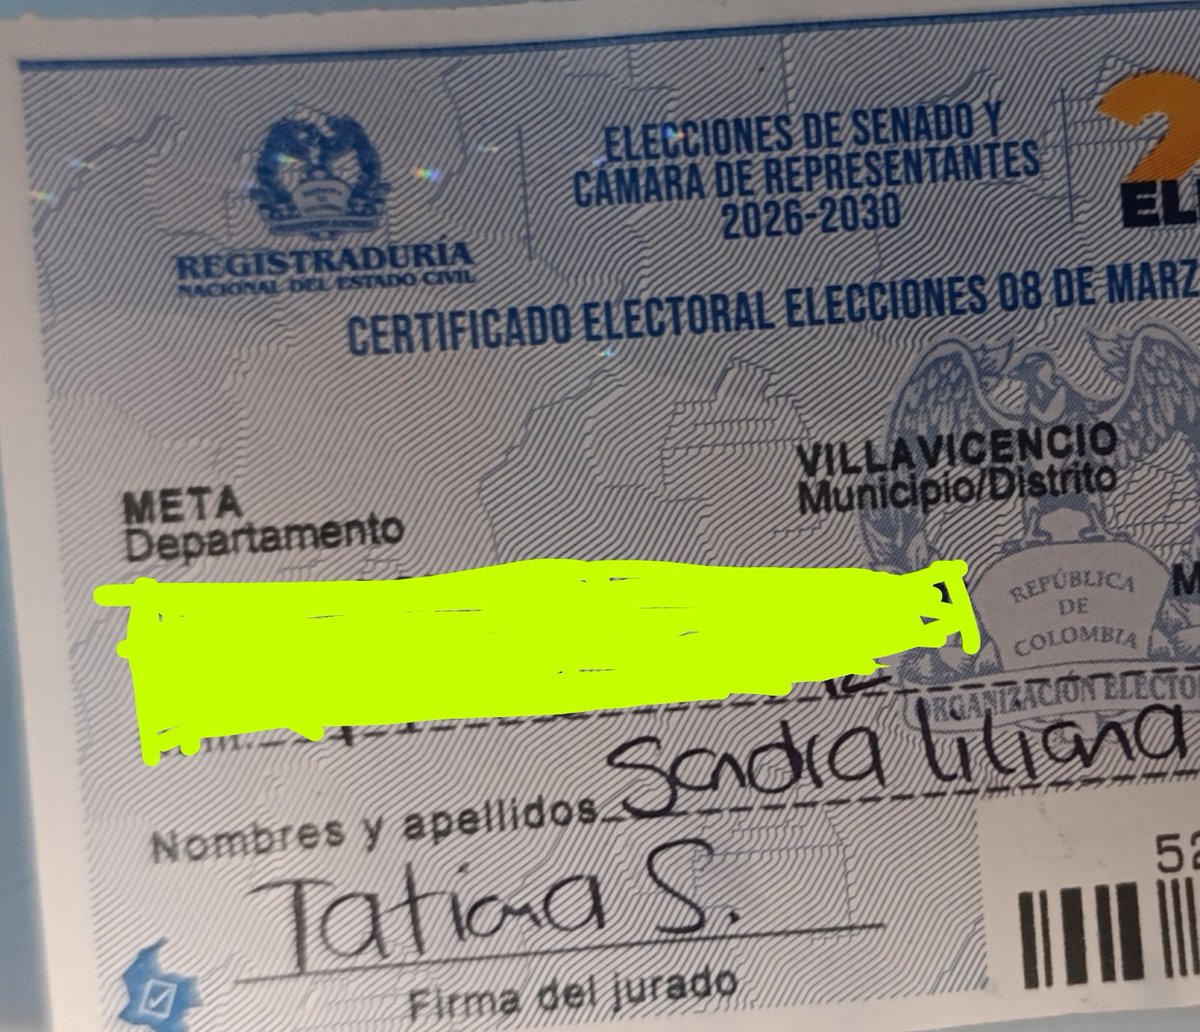 REGISTRADURÍA
NACIONAL DEL ESTADO CIVIL
ELECCIONES DE SENADO Y
CÁMARA DE REPRESENTANTES
2026-2030
2
ELE
CERTIFICADO ELECTORAL ELECCIONES 08 DE MARZ
META
Departamento
VILLAVICENCIO
Municipio/Distrito
M
REPÚBLICA
DE
COLOMBIA
ORGANIZACIÓN ELECTO
Nombres y apellidos Sandra Liliana
52
Tatiana S.
Firma del jurado